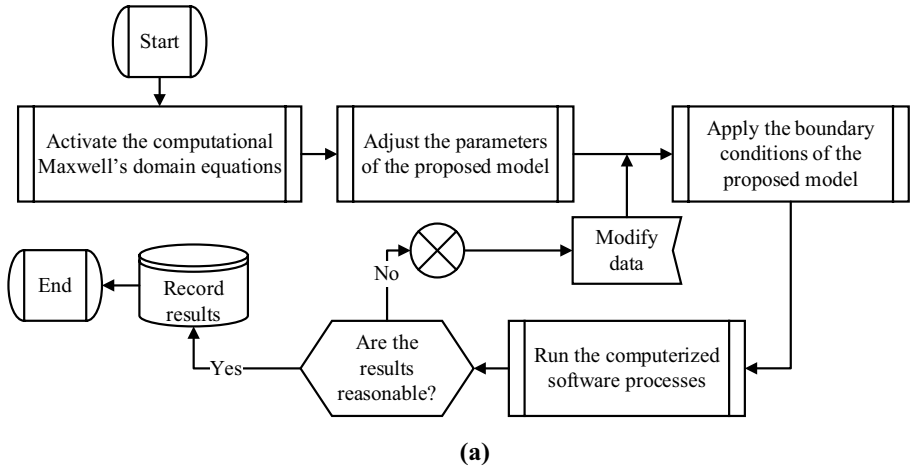 Start
Activate the computational
Maxwell's domain equations
Adjust the parameters
of the proposed model
Apply the boundary
conditions of the
proposed model
Modify
data
No
End
Record
results
Yes
Are the
results
reasonable?
Run the computerized
software processes
(a)